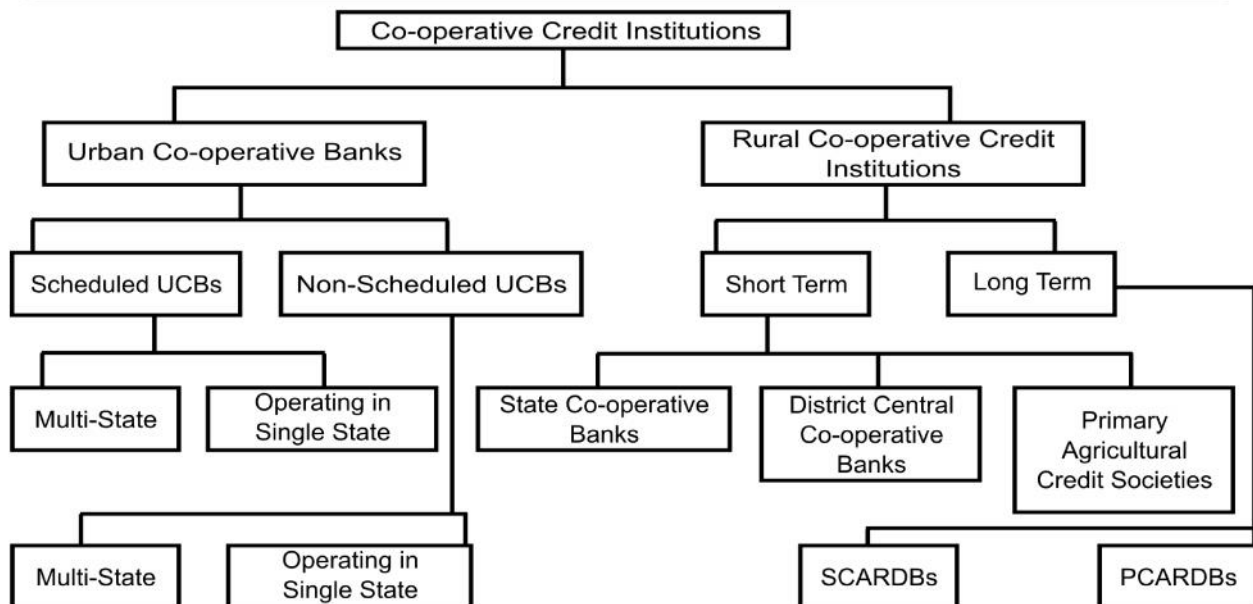 Co-operative Credit Institutions
Urban Co-operative Banks
Rural Co-operative Credit
Institutions
Scheduled UCBs
Non-Scheduled UCBs
Short Term
Long Term
Multi-State
Operating in
Single State
State Co-operative
Banks
District Central
Co-operative
Banks
Primary
Agricultural
Credit Societies
Multi-State
Operating in
Single State
SCARDBs
PCARDBs